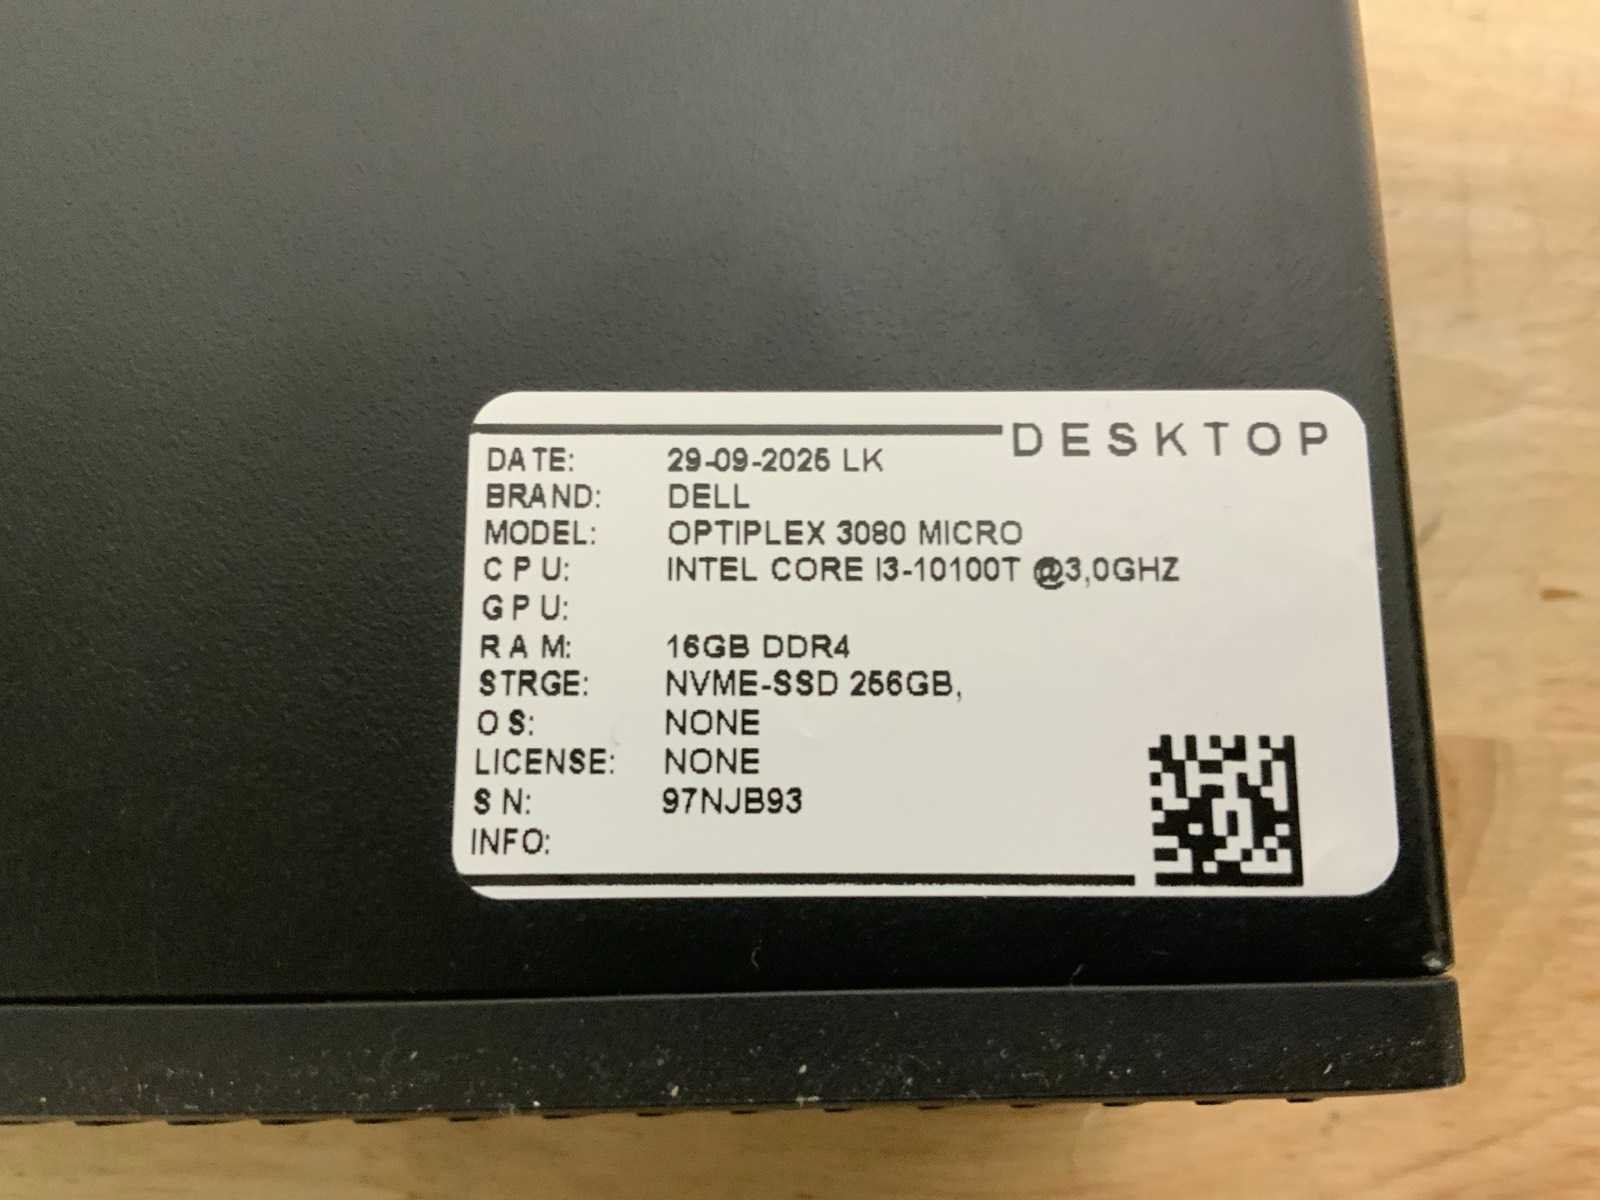 DESKTOP
DATE: 29-09-2025 LK
BRAND: DELL
MODEL: OPTIPLEX 3080 MICRO
CPU: INTEL CORE I3-10100T @3,0GHZ
GPU:
RAM: 16GB DDR4
STRGE: NVME-SSD 256GB,
OS: NONE
LICENSE: NONE
SN: 97NJB93
INFO: